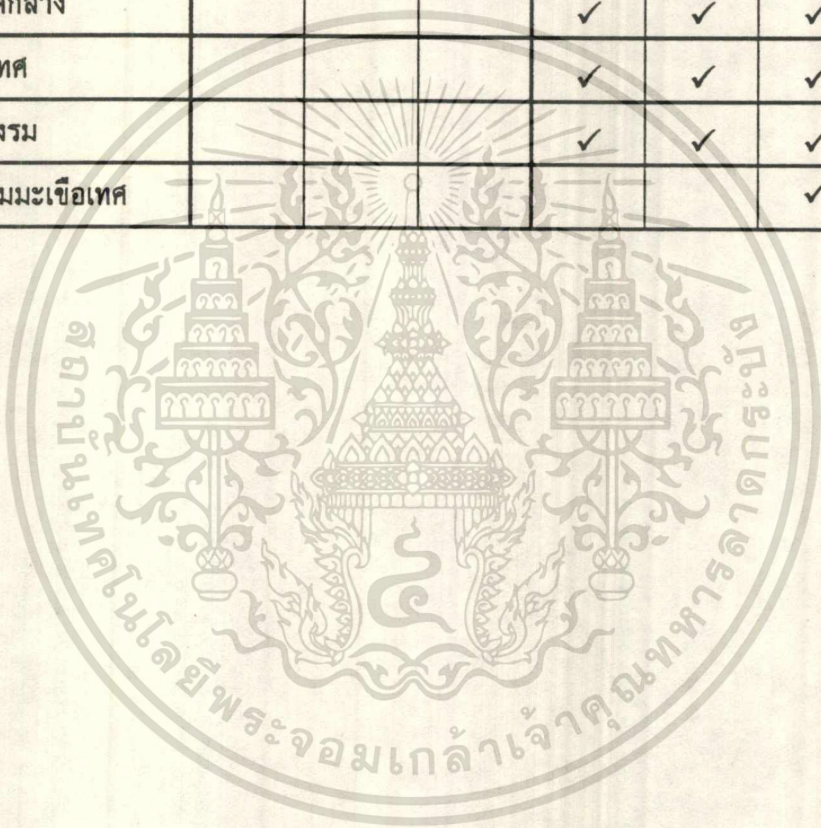 ✓ ✓ ✓
ทศ ✓ ✓ ✓
✓ ✓ ✓
มมะเขือเทศ ✓
สถาบันเทคโนโลยีพระจอมเกล้าเจ้าคุณทหารลาดกระบัง
๔